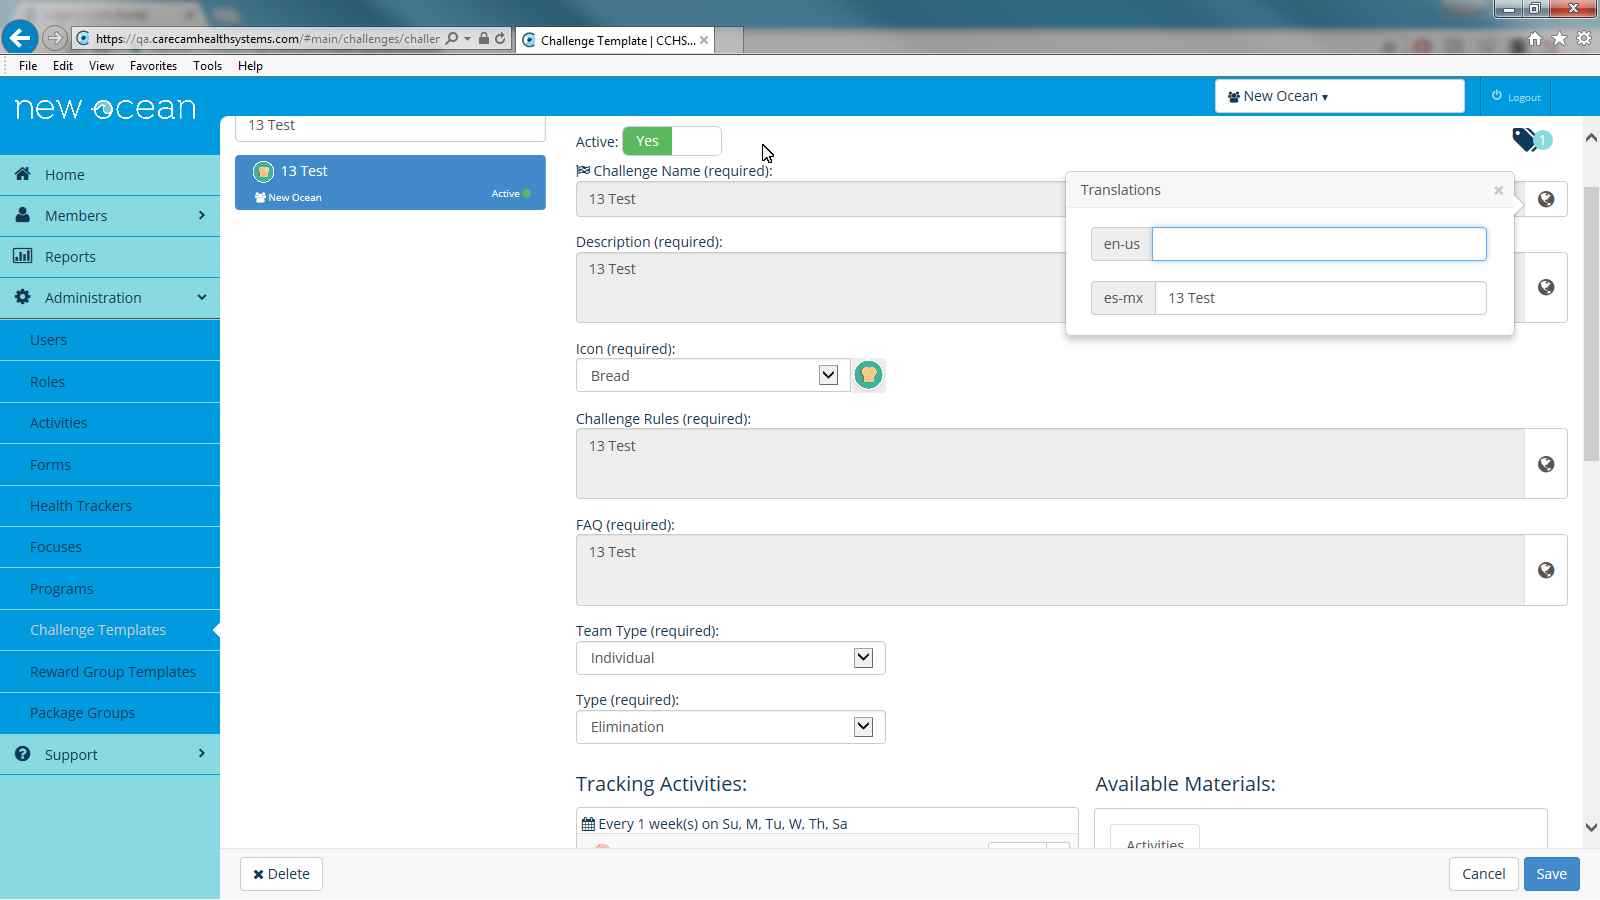 https://qa.carecamhealthsystems.com/#main/challenges/challer
Challenge Template | CCHS...
File Edit View Favorites Tools Help
new ocean
New Ocean
Logout
Home
Members
Reports
Administration
Users
Roles
Activities
Forms
Health Trackers
Focuses
Programs
Challenge Templates
Reward Group Templates
Package Groups
Support
13 Test
13 Test
New Ocean
Active
Active: Yes
1
Challenge Name (required):
13 Test
Description (required):
13 Test
Translations
en-us
es-mx 13 Test
Icon (required):
Bread
Challenge Rules (required):
13 Test
FAQ (required):
13 Test
Team Type (required):
Individual
Type (required):
Elimination
Tracking Activities:
Every 1 week(s) on Su, M, Tu, W, Th, Sa
Available Materials:
Activities
Delete
Cancel
Save